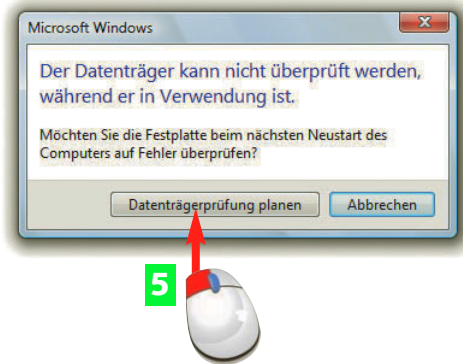 Microsoft Windows
Der Datenträger kann nicht überprüft werden,
während er in Verwendung ist.
Möchten Sie die Festplatte beim nächsten Neustart des
Computers auf Fehler überprüfen?
Datenträgerprüfung planen
Abbrechen
5